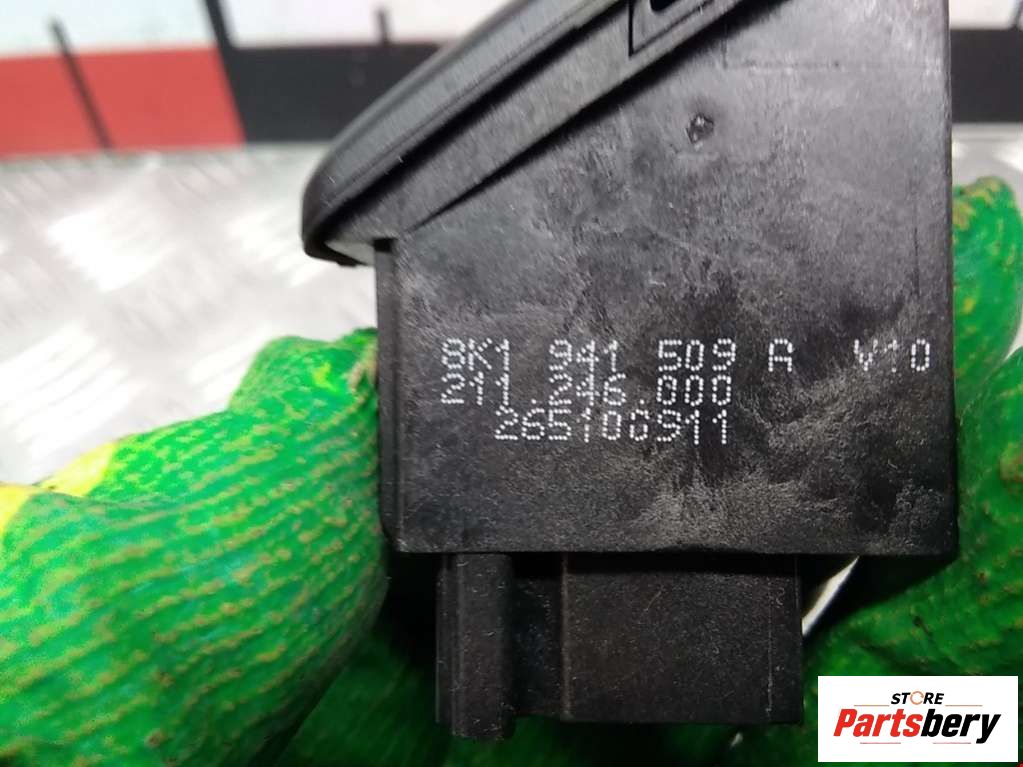 8K1 941 509 A V10
211.246.000
265100911
STORE
Partsbery